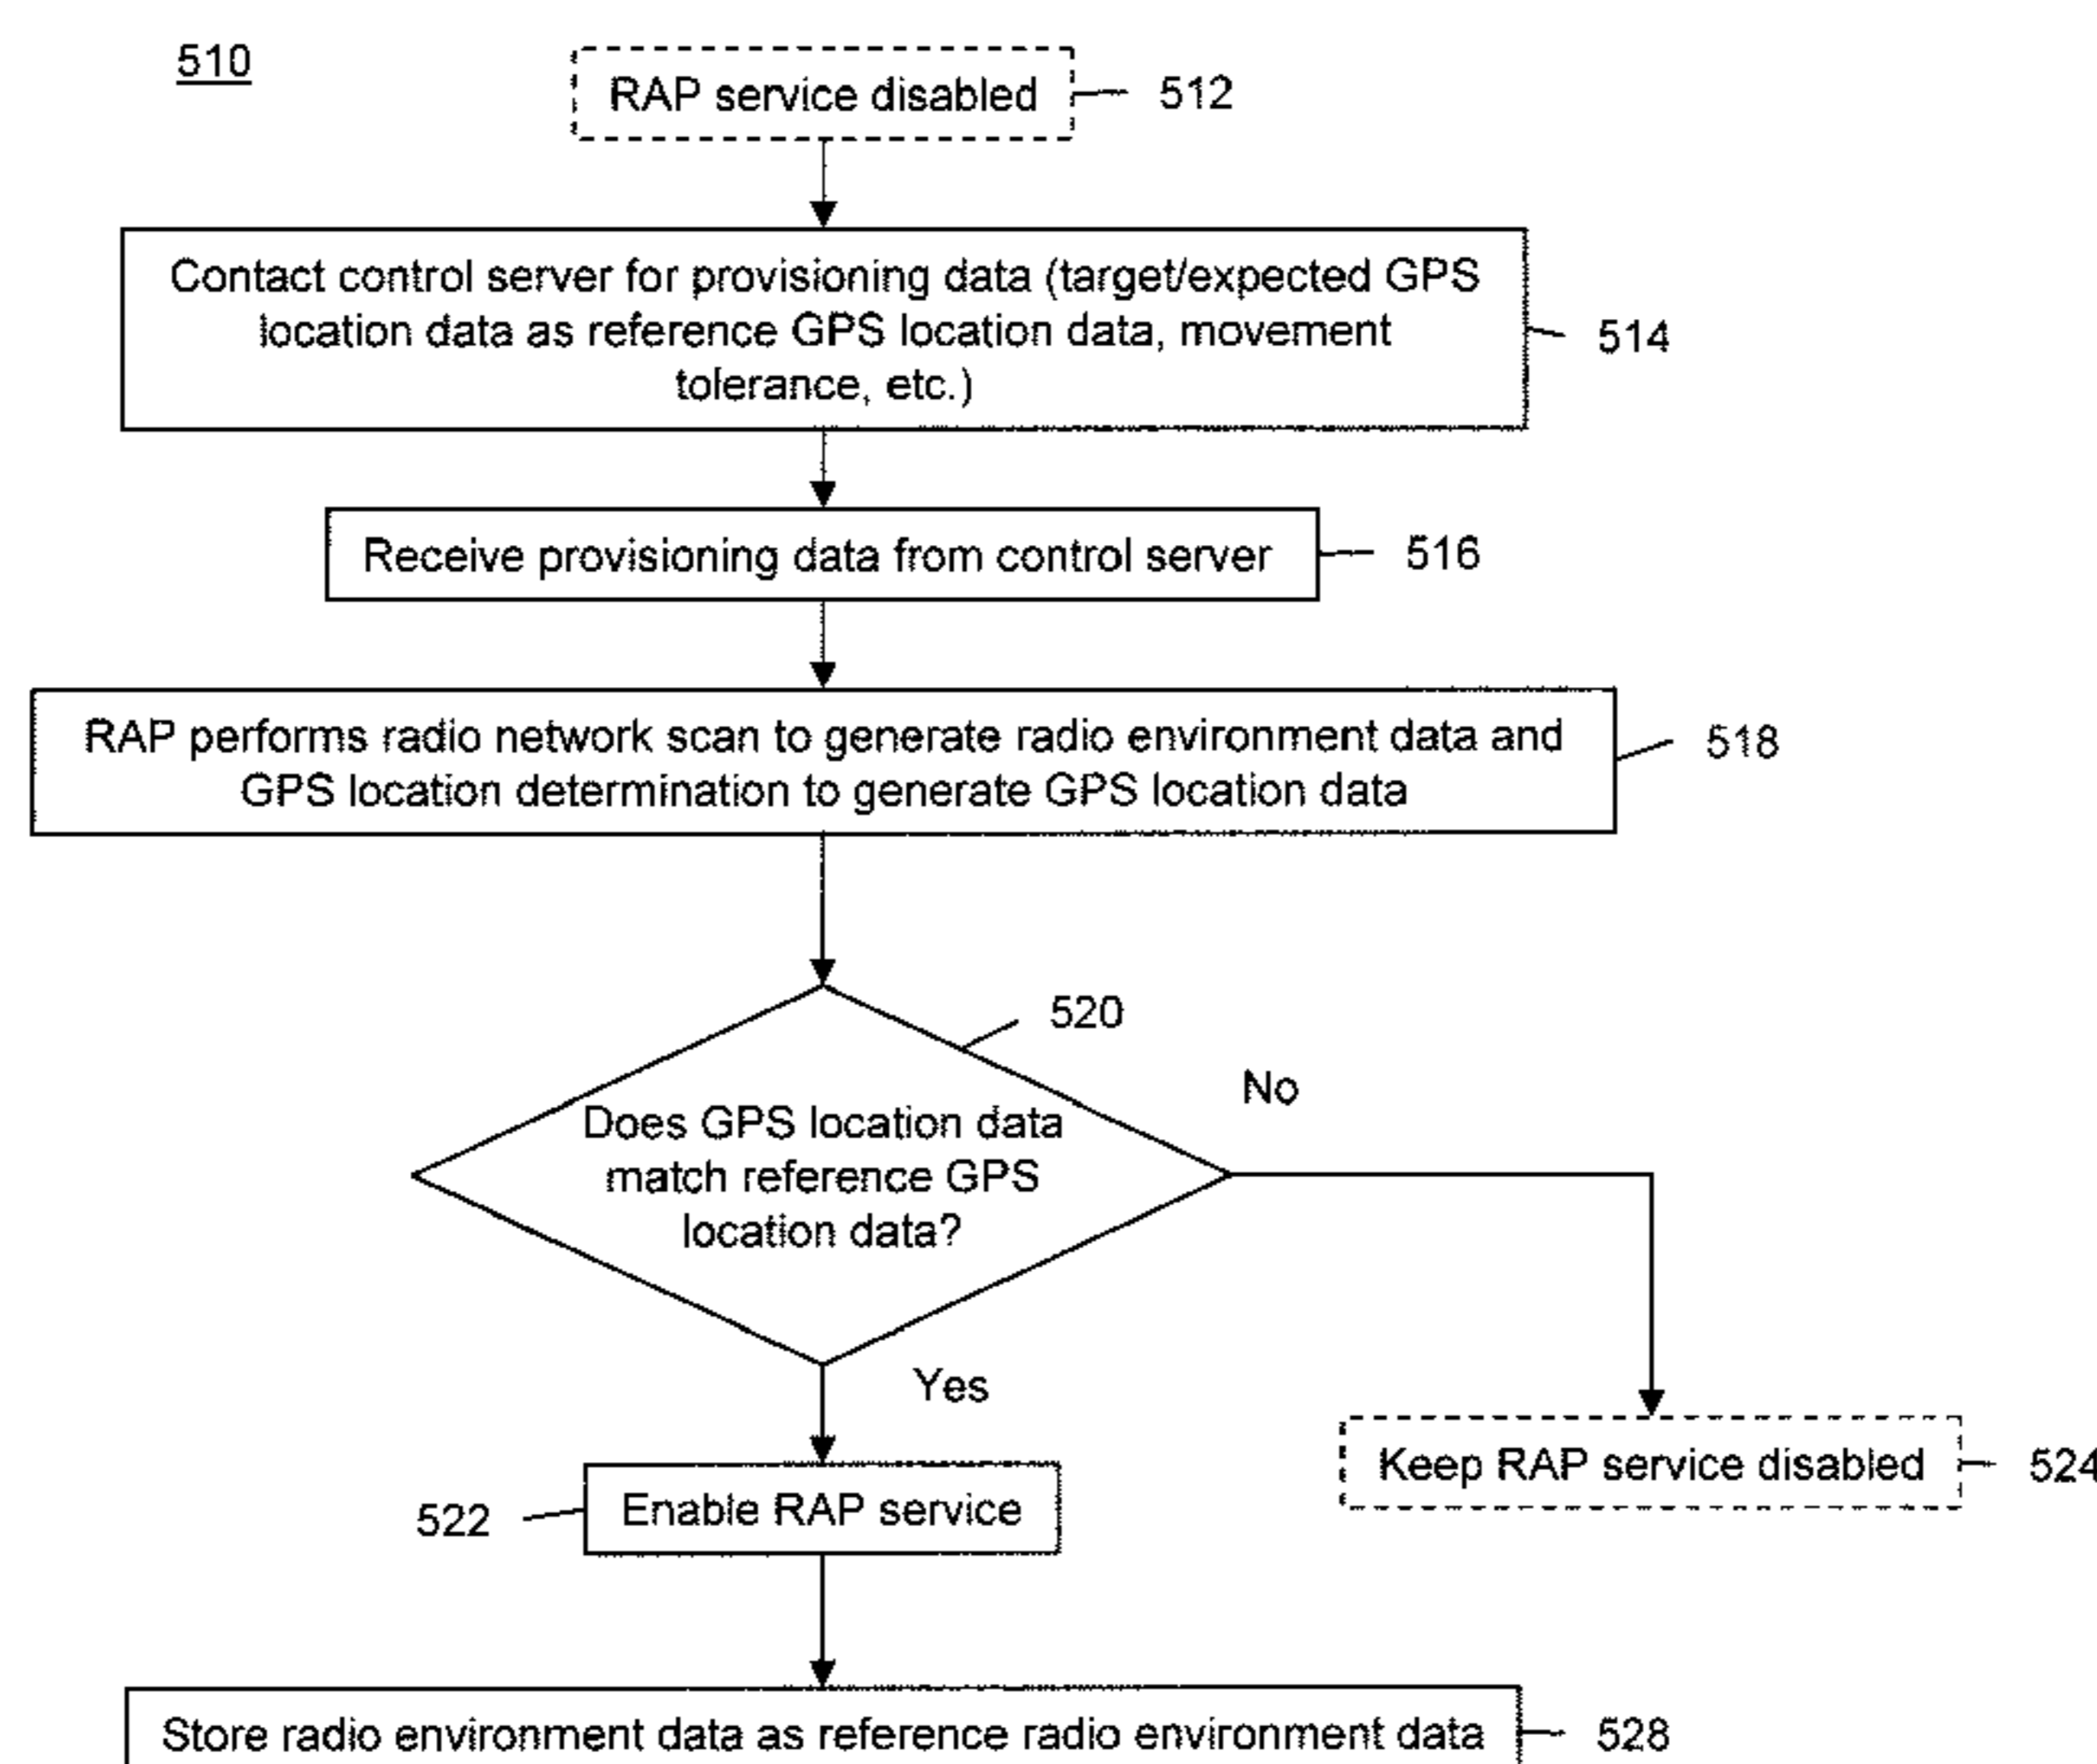 510
RAP service disabled
512
Contact control server for provisioning data (target/expected GPS
location data as reference GPS location data, movement
tolerance, etc.)
514
Receive provisioning data from control server
516
RAP performs radio network scan to generate radio environment data and
GPS location determination to generate GPS location data
518
520
Does GPS location data
match reference GPS
location data?
No
Yes
522
Enable RAP service
Keep RAP service disabled
524
Store radio environment data as reference radio environment data
528